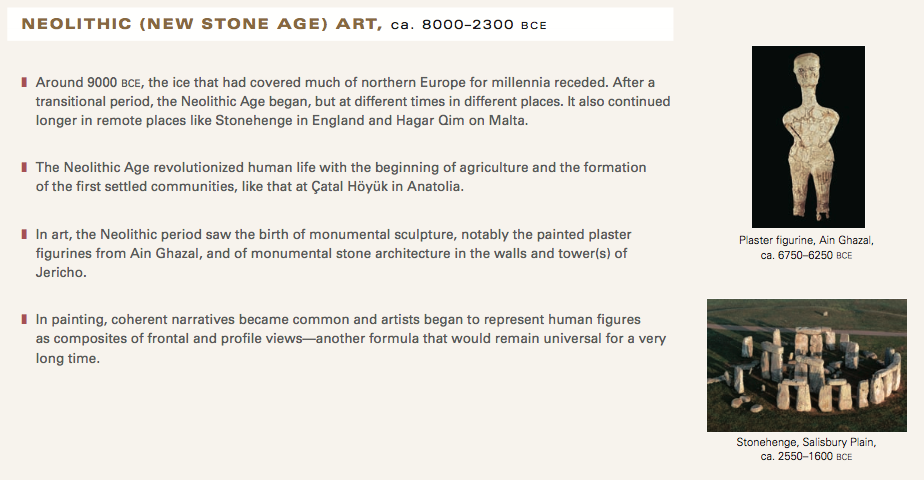 NEOLITHIC (NEW STONE AGE) ART, ca. 8000–2300 BCE
Around 9000 BCE, the ice that had covered much of northern Europe for millennia receded. After a
transitional period, the Neolithic Age began, but at different times in different places. It also continued
longer in remote places like Stonehenge in England and Hagar Qim on Malta.
The Neolithic Age revolutionized human life with the beginning of agriculture and the formation
of the first settled communities, like that at Çatal Höyük in Anatolia.
In art, the Neolithic period saw the birth of monumental sculpture, notably the painted plaster
figurines from Ain Ghazal, and of monumental stone architecture in the walls and tower(s) of
Jericho.
In painting, coherent narratives became common and artists began to represent human figures
as composites of frontal and profile views—another formula that would remain universal for a very
long time.
Plaster figurine, Ain Ghazal,
ca. 6750–6250 BCE
Stonehenge, Salisbury Plain,
ca. 2550–1600 BCE